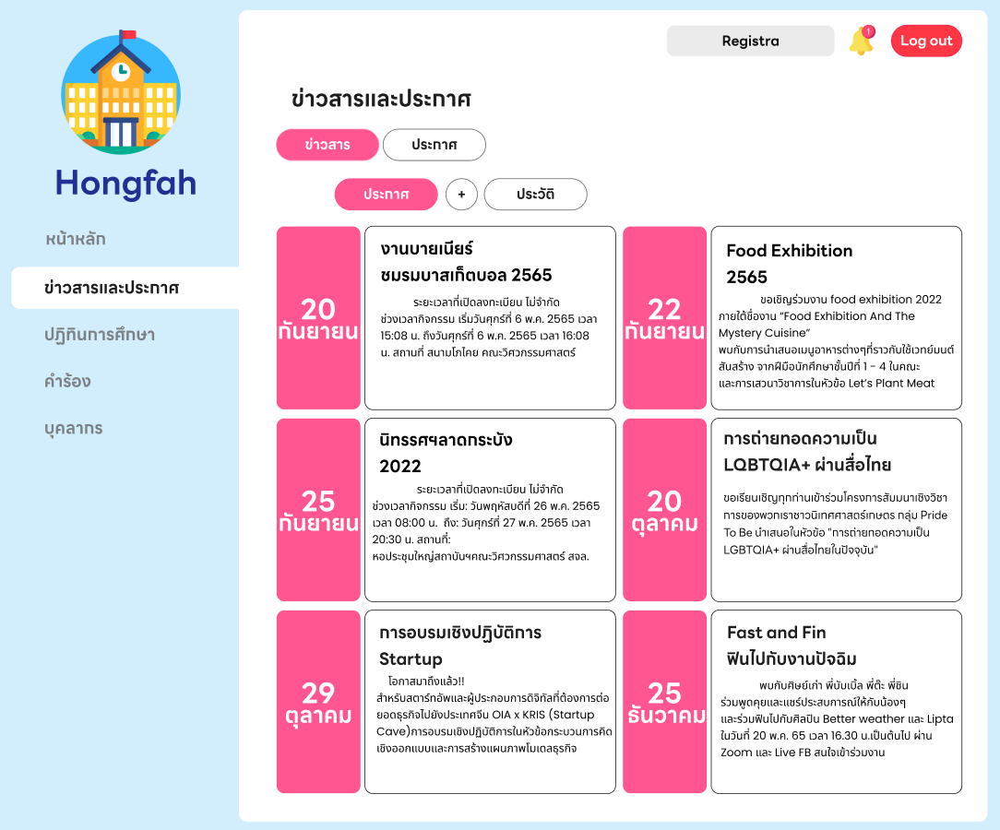 Registra
1
Log out
Hongfah
หน้าหลัก
ข่าวสารและประกาศ
ปฏิทินการศึกษา
คำร้อง
บุคลากร
ข่าวสารและประกาศ
ข่าวสาร
ประกาศ
ประกาศ
+
ประวัติ
20
กันยายน
งานบายเนียร์
ชมรมบาสเก็ตบอล 2565
ระยะเวลาที่เปิดลงทะเบียน ไม่จำกัด
ช่วงเวลากิจกรรม เริ่มวันศุกร์ที่ 6 พ.ค. 2565 เวลา
15:08 น. ถึงวันศุกร์ที่ 6 พ.ค. 2565 เวลา 16:08
น. สถานที่ สนามโกโคย คณะวิศวกรรมศาสตร์
22
กันยายน
Food Exhibition
2565
ขอเชิญร่วมงาน food exhibition 2022
ภายใต้ชื่องาน “Food Exhibition And The
Mystery Cuisine”
พบกับการนำเสนอเมนูอาหารต่างๆที่ราวกับใช้เวทย์มนต์
สันสร้าง จากฝีมือนักศึกษาชั้นปีที่ 1 - 4 ในคณะ
และการเสวนาวิชาการในหัวข้อ Let’s Plant Meat
25
กันยายน
นิทรรศฯลาดกระบัง
2022
ระยะเวลาที่เปิดลงทะเบียน ไม่จำกัด
ช่วงเวลากิจกรรม เริ่ม: วันพฤหัสบดีที่ 26 พ.ค. 2565
เวลา 08:00 น. ถึง: วันศุกร์ที่ 27 พ.ค. 2565 เวลา
20:30 น. สถานที่:
หอประชุมใหญ่สถาบันฯคณะวิศวกรรมศาสตร์ สจล.
20
ตุลาคม
การถ่ายทอดความเป็น
LQBTQIA+ ผ่านสื่อไทย
ขอเรียนเชิญทุกท่านเข้าร่วมโครงการสัมมนาเชิงวิชา
การของพวกเราชาวนิเทศศาสตร์เกษตร กลุ่ม Pride
To Be นำเสนอในหัวข้อ "การถ่ายทอดความเป็น
LGBTQIA+ ผ่านสื่อไทยในปัจจุบัน"
29
ตุลาคม
การอบรมเชิงปฏิบัติการ
Startup
โอกาสมาถึงแล้ว!!
สำหรับสตาร์ทอัพและผู้ประกอบการดิจิทัลที่ต้องการต่อ
ยอดธุรกิจไปยังประเทศจีน OIA x KRIS (Startup
Cave)การอบรมเชิงปฏิบัติการในหัวข้อกระบวนการคิด
เชิงออกแบบและการสร้างแผนภาพโมเดลธุรกิจ
25
ธันวาคม
Fast and Fin
ฟินไปกับงานปัจฉิม
พบกับศิษย์เก่า พี่บับเบิ้ล พี่ต๊ะ พี่ชิน
ร่วมพูดคุยและแชร์ประสบการณ์ให้กับน้องๆ
และร่วมฟินไปกับศิลปิน Better weather และ Lipta
ในวันที่ 20 พ.ค. 65 เวลา 16.30 น.เป็นต้นไป ผ่าน
Zoom และ Live FB สนใจเข้าร่วมงาน